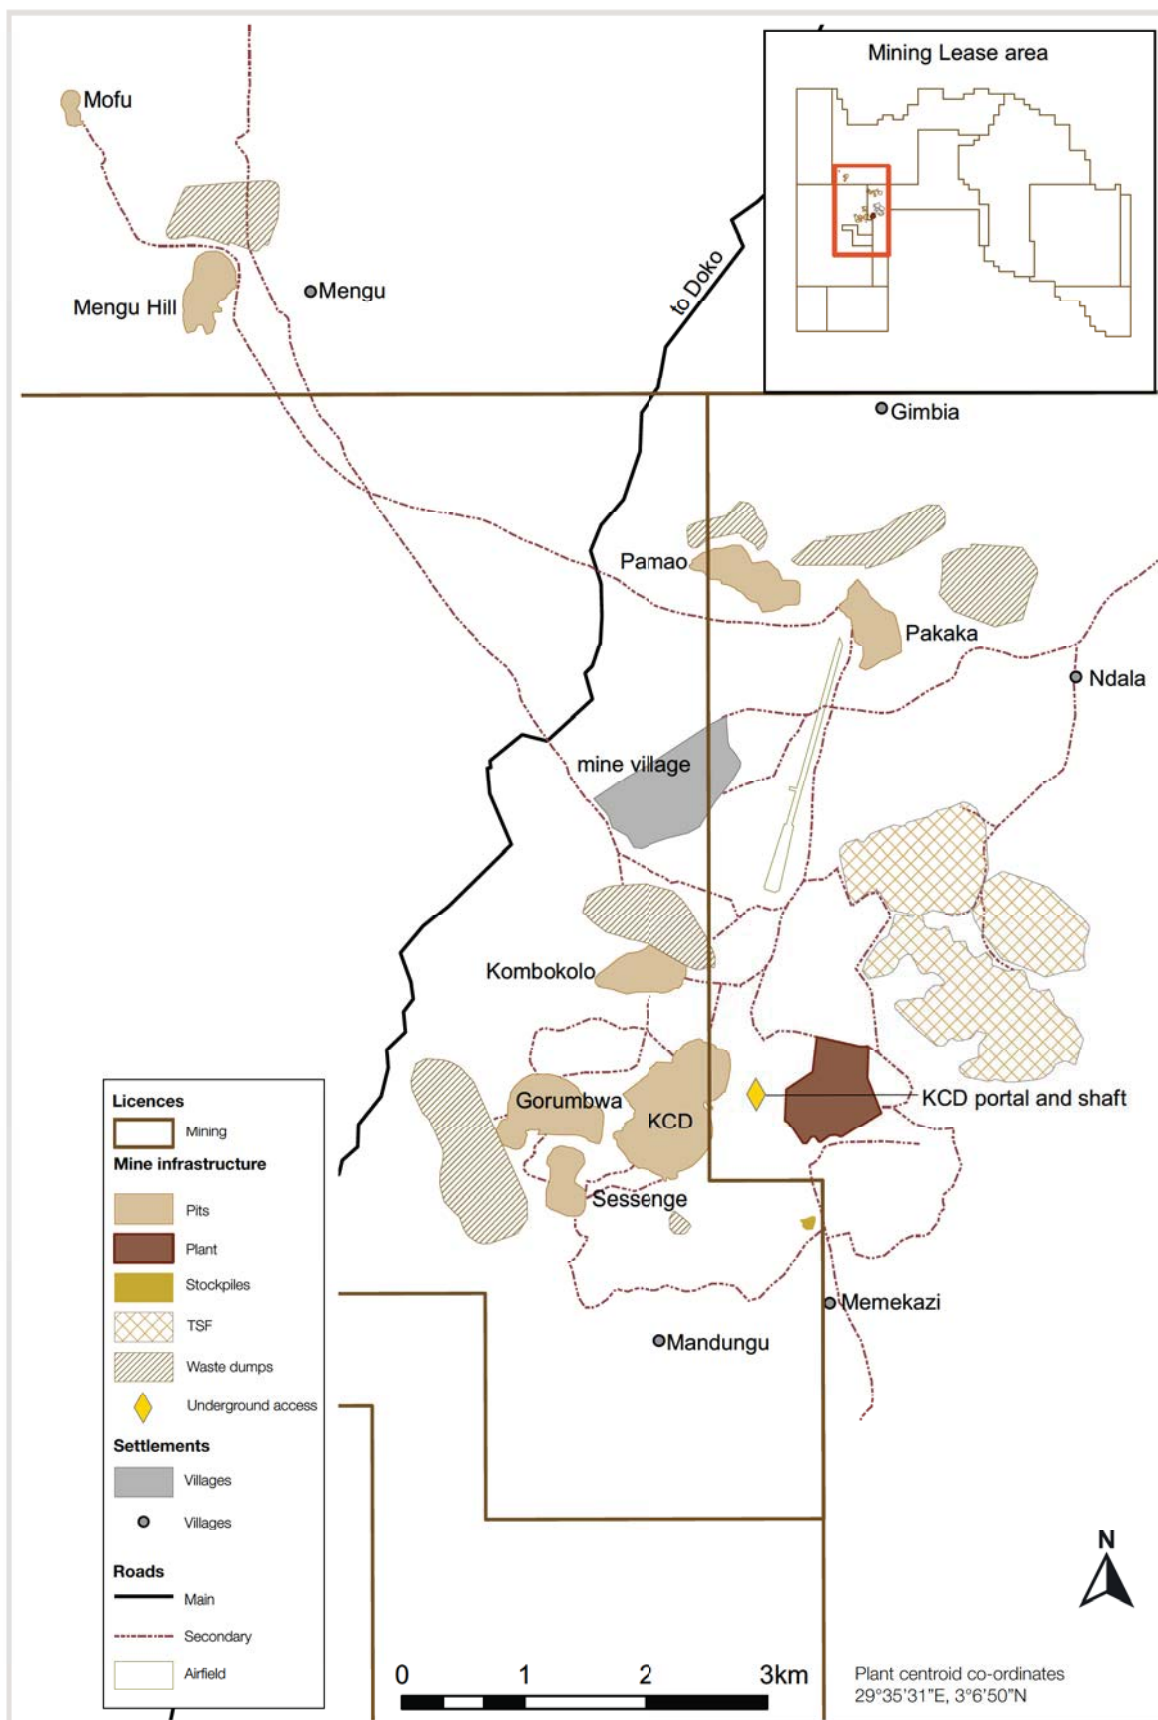 Mining Lease area
Mofu
to Doko
Mengu
Mengu Hill
Gimbia
Pamao
Pakaka
Ndala
mine village
Kombokolo
Gorumbwa
KCD
KCD portal and shaft
Sessenge
Memekazi
Mandungu
Licences
Mining
Mine infrastructure
Pits
Plant
Stockpiles
TSF
Waste dumps
Underground access
Settlements
Villages
Villages
Roads
Main
Secondary
Airfield
N
0 1 2 3km
Plant centroid co-ordinates
29°35'31"E, 3°6'50"N